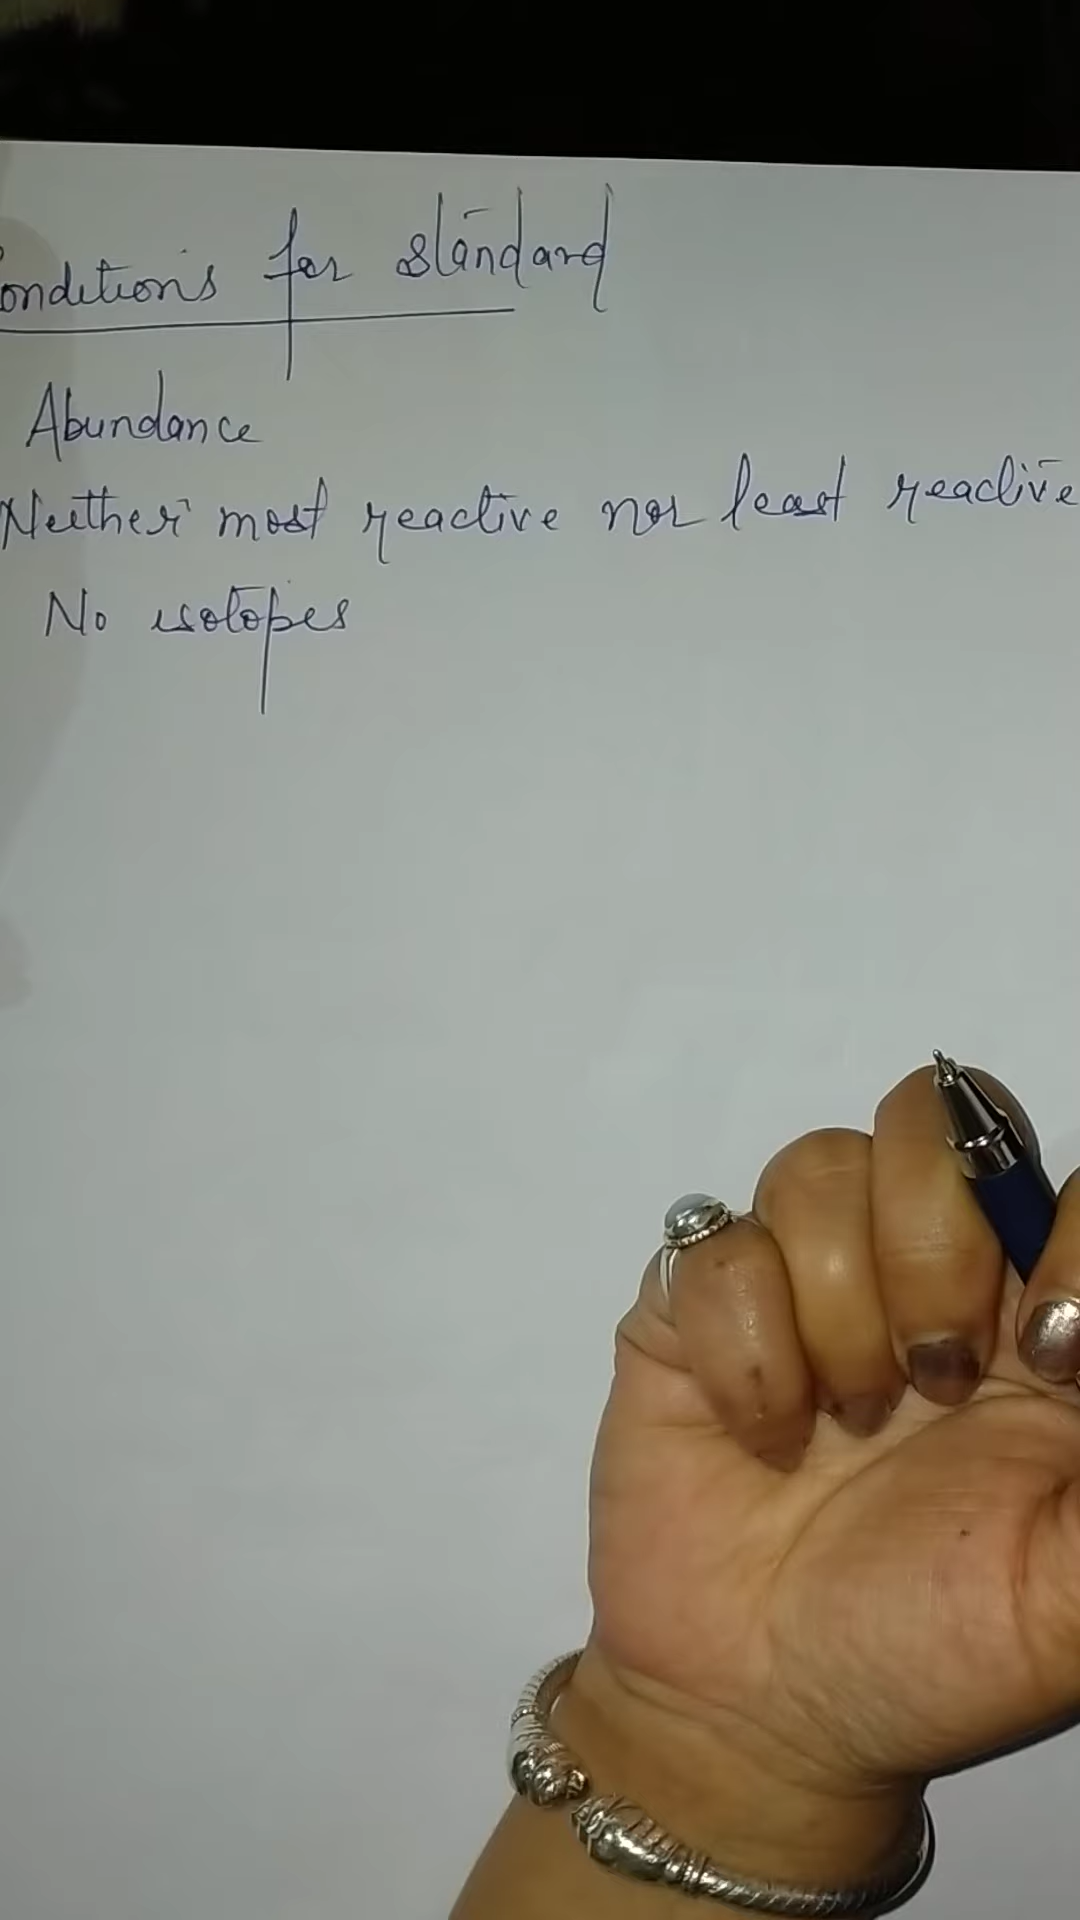 onditions for standard
Abundance
Neither most reactive nor least reactive
No isotopes